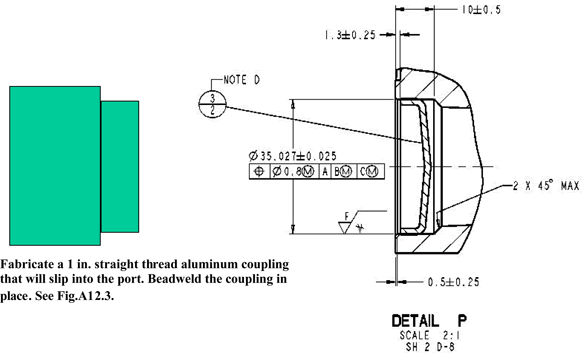 10±0.5
1.3±0.25
NOTE D
3
2
Ø35.027±0.025
⌖ Ø0.8Ⓜ A BⓂ CⓂ
F
2 X 45° MAX
Fabricate a 1 in. straight thread aluminum coupling
that will slip into the port. Beadweld the coupling in
place. See Fig.A12.3.
0.5±0.25
DETAIL P
SCALE 2:1
SH 2 D-8